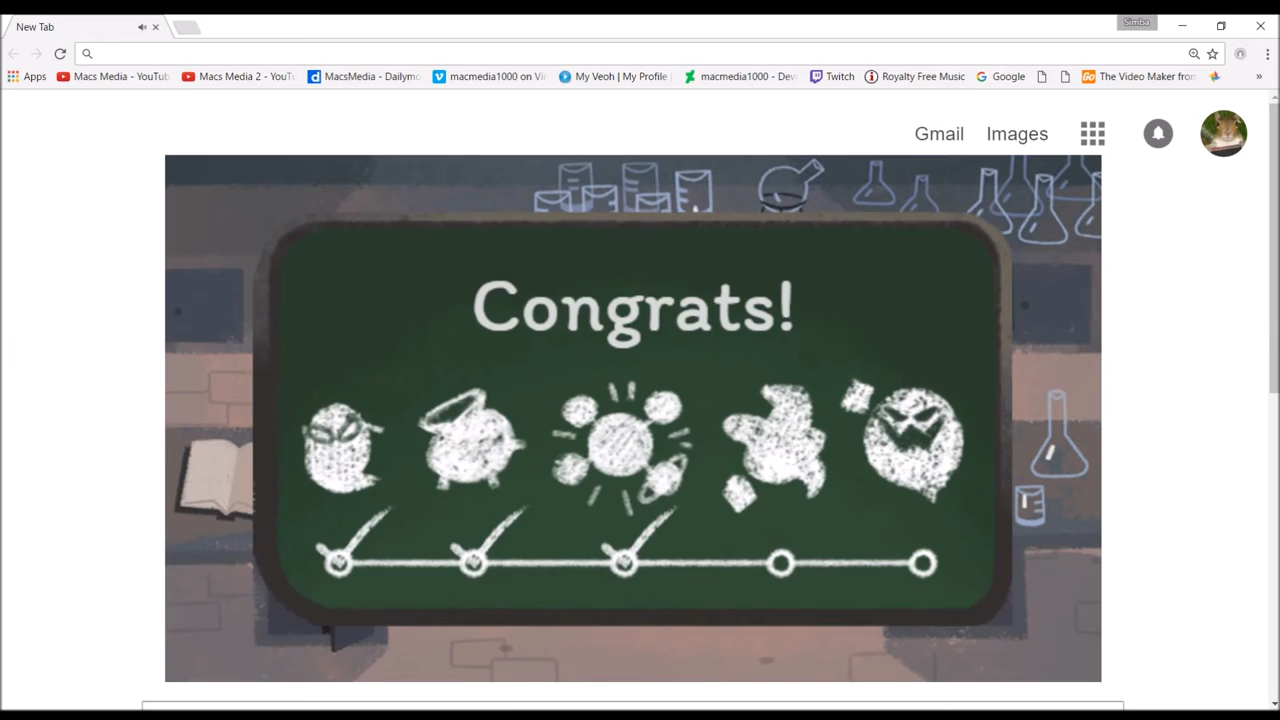 New Tab
Simba
Apps Macs Media - YouTub Macs Media 2 - YouTu MacsMedia - Dailymo macmedia1000 on Vi My Veoh | My Profile | macmedia1000 - Dev Twitch Royalty Free Music Google The Video Maker from »
Gmail Images
Congrats!